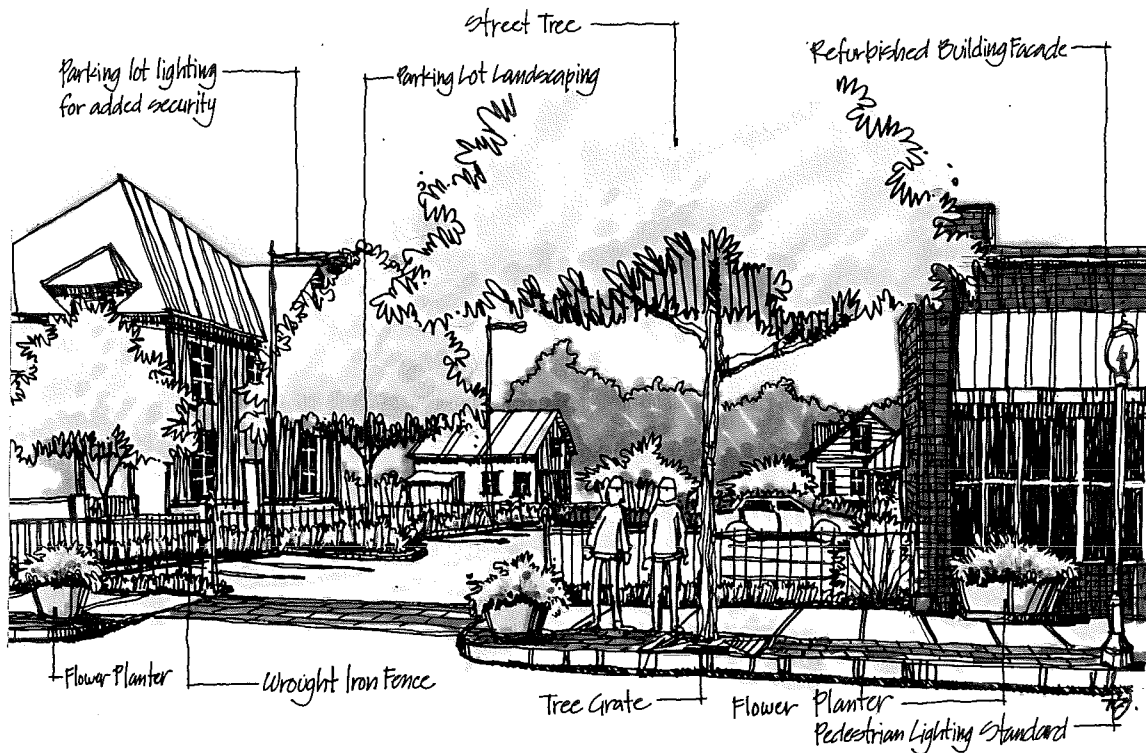 Street Tree
Refurbished Building Facade
Parking lot lighting
for added security
Parking Lot Landscaping
Flower Planter
Wrought Iron Fence
Tree Grate
Flower Planter
Pedestrian Lighting Standard